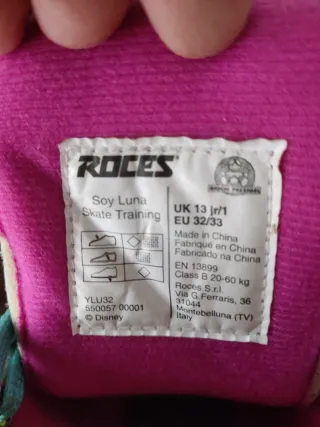 ROCES
Soy Luna
Skate Training
YLU32
550057 00001
© Disney
UK 13 jr/1
EU 32/33
Made in China
Fabriqué en China
Fabricado na China
EN 13899
Class B 20-60 kg
Roces S.r.l.
Via G.Ferraris, 36
31044
Montebelluna (TV)
Italy